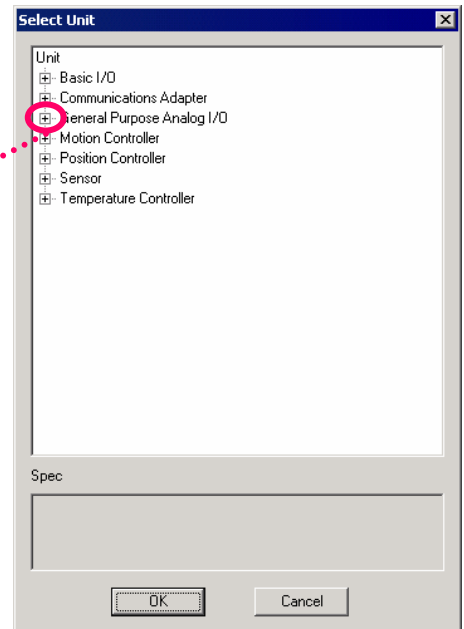 Select Unit
Unit
Basic I/O
Communications Adapter
General Purpose Analog I/O
Motion Controller
Position Controller
Sensor
Temperature Controller
Spec
OK
Cancel